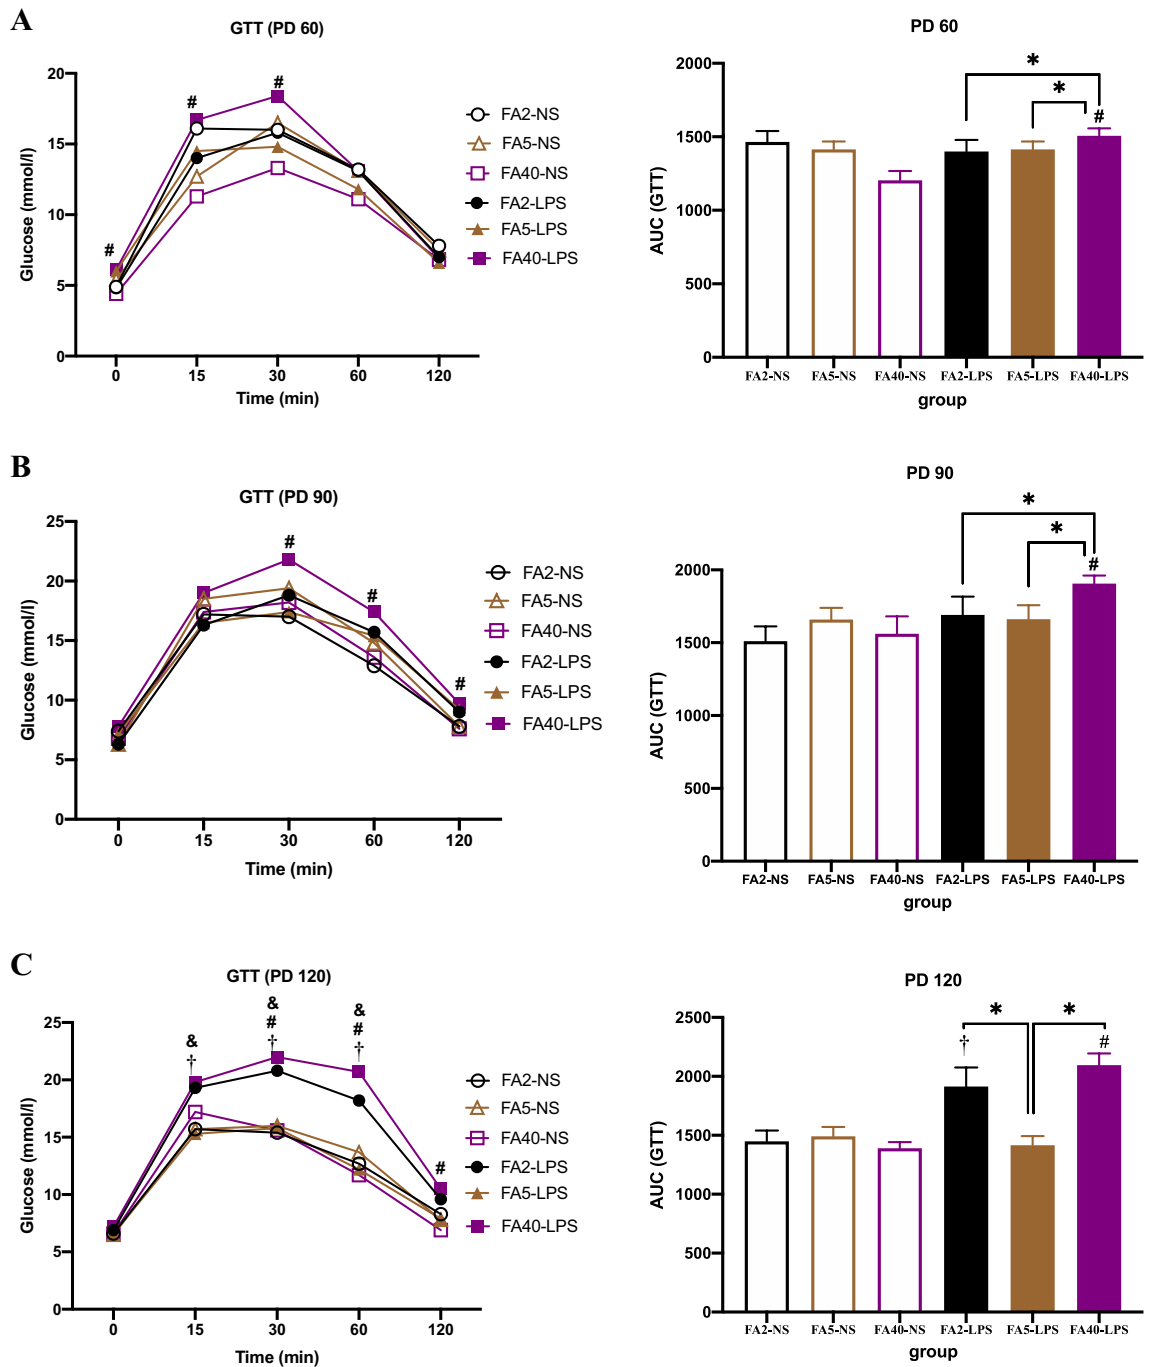 A
GTT (PD 60)
#
#
#
20
15
10
5
0
Glucose (mmol/l)
0 15 30 60 120
Time (min)
FA2-NS
FA5-NS
FA40-NS
FA2-LPS
FA5-LPS
FA40-LPS
PD 60
*
*
#
2000
1500
1000
500
0
AUC (GTT)
FA2-NS FA5-NS FA40-NS FA2-LPS FA5-LPS FA40-LPS
group
B
GTT (PD 90)
#
#
#
25
20
15
10
5
0
Glucose (mmol/l)
0 15 30 60 120
Time (min)
FA2-NS
FA5-NS
FA40-NS
FA2-LPS
FA5-LPS
FA40-LPS
PD 90
*
*
#
2000
1500
1000
500
0
AUC (GTT)
FA2-NS FA5-NS FA40-NS FA2-LPS FA5-LPS FA40-LPS
group
C
GTT (PD 120)
&
†
&
#
†
&
#
†
#
25
20
15
10
5
0
Glucose (mmol/l)
0 15 30 60 120
Time (min)
FA2-NS
FA5-NS
FA40-NS
FA2-LPS
FA5-LPS
FA40-LPS
PD 120
* *
† #
2500
2000
1500
1000
500
0
AUC (GTT)
FA2-NS FA5-NS FA40-NS FA2-LPS FA5-LPS FA40-LPS
group